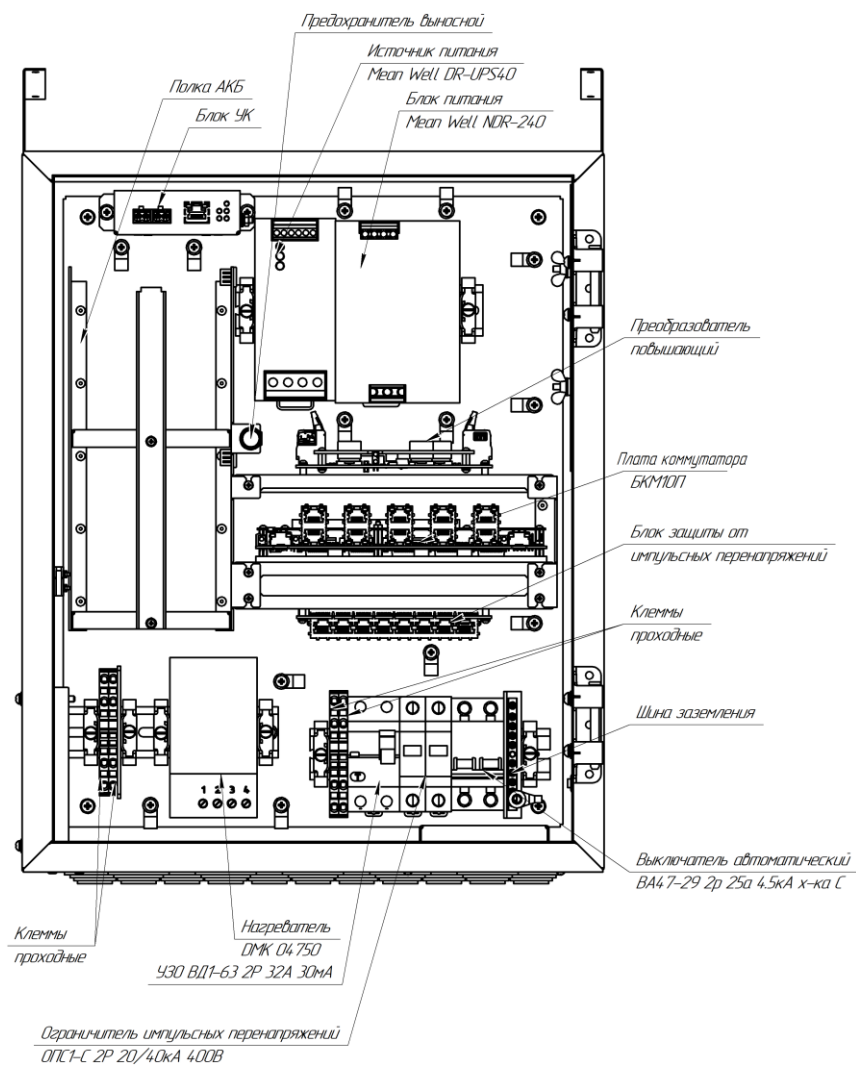 Предохранитель выносной
Источник питания
Mean Well DR-UPS40
Полка АКБ
Блок питания
Mean Well NDR-240
Блок УК
Преобразователь
повышающий
Плата коммутатора
БКМ10П
Блок защиты от
импульсных перенапряжений
Клеммы
проходные
Шина заземления
1 2 3 4
Выключатель автоматический
ВА47-29 2р 25а 4.5кА х-ка С
Клеммы
проходные
Нагреватель
DMK 04750
УЗО ВД1-63 2Р 32А 30мА
Ограничитель импульсных перенапряжений
ОПС1-С 2Р 20/40кА 400В